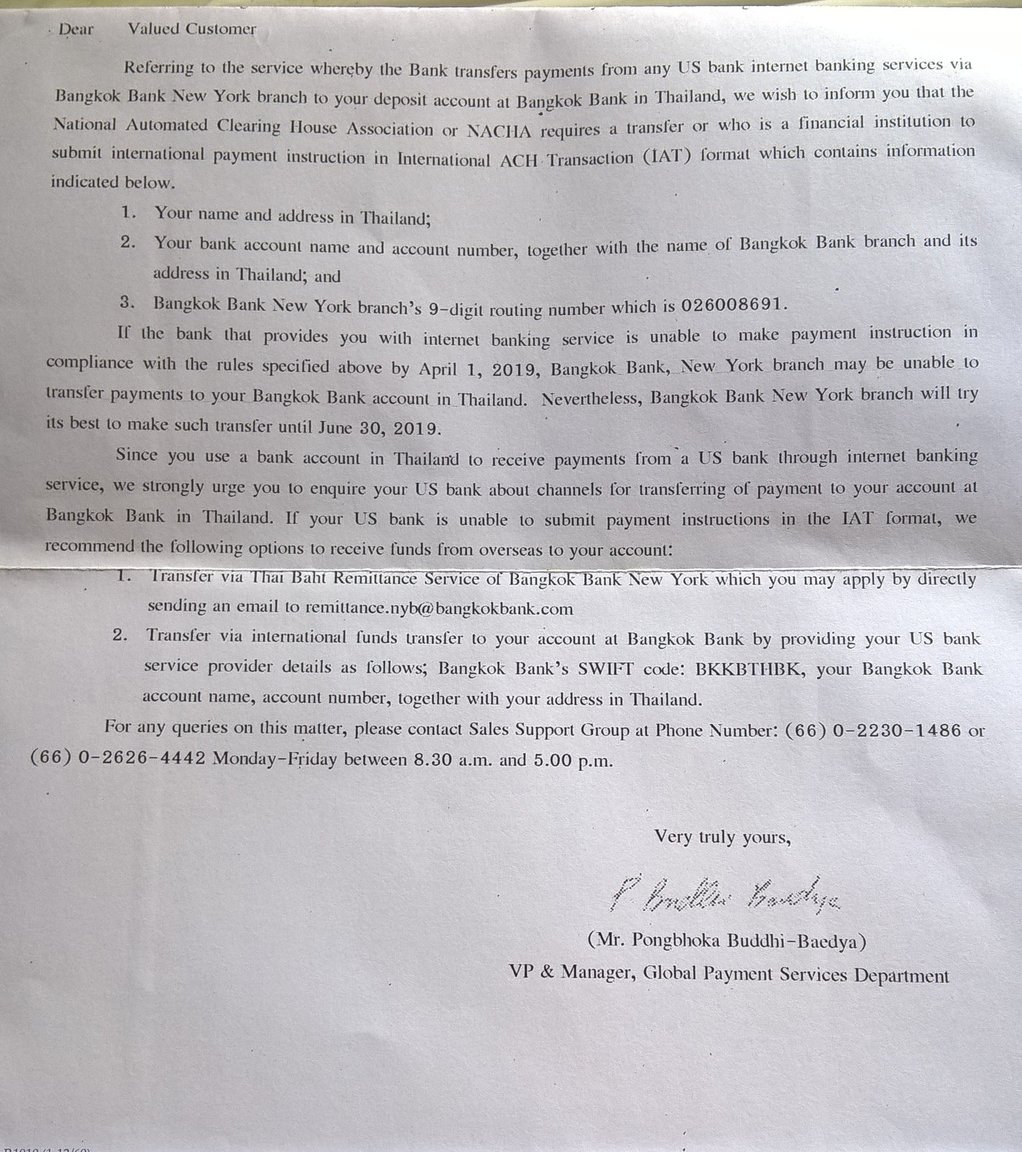 Dear Valued Customer
Referring to the service whereby the Bank transfers payments from any US bank internet banking services via
Bangkok Bank New York branch to your deposit account at Bangkok Bank in Thailand, we wish to inform you that the
National Automated Clearing House Association or NACHA requires a transfer or who is a financial institution to
submit international payment instruction in International ACH Transaction (IAT) format which contains information
indicated below.
1. Your name and address in Thailand;
2. Your bank account name and account number, together with the name of Bangkok Bank branch and its
address in Thailand; and
3. Bangkok Bank New York branch's 9-digit routing number which is 026008691.
If the bank that provides you with internet banking service is unable to make payment instruction in
compliance with the rules specified above by April 1, 2019, Bangkok Bank, New York branch may be unable to
transfer payments to your Bangkok Bank account in Thailand. Nevertheless, Bangkok Bank New York branch will try
its best to make such transfer until June 30, 2019.
Since you use a bank account in Thailand to receive payments from a US bank through internet banking
service, we strongly urge you to enquire your US bank about channels for transferring of payment to your account at
Bangkok Bank in Thailand. If your US bank is unable to submit payment instructions in the IAT format, we
recommend the following options to receive funds from overseas to your account:
1. Transfer via Thai Baht Remittance Service of Bangkok Bank New York which you may apply by directly
sending an email to remittance.nyb@bangkokbank.com
2. Transfer via international funds transfer to your account at Bangkok Bank by providing your US bank
service provider details as follows; Bangkok Bank's SWIFT code: BKKBTHBK, your Bangkok Bank
account name, account number, together with your address in Thailand.
For any queries on this matter, please contact Sales Support Group at Phone Number: (66) 0-2230-1486 or
(66) 0-2626-4442 Monday-Friday between 8.30 a.m. and 5.00 p.m.
Very truly yours,
(Mr. Pongbhoka Buddhi-Baedya)
VP & Manager, Global Payment Services Department